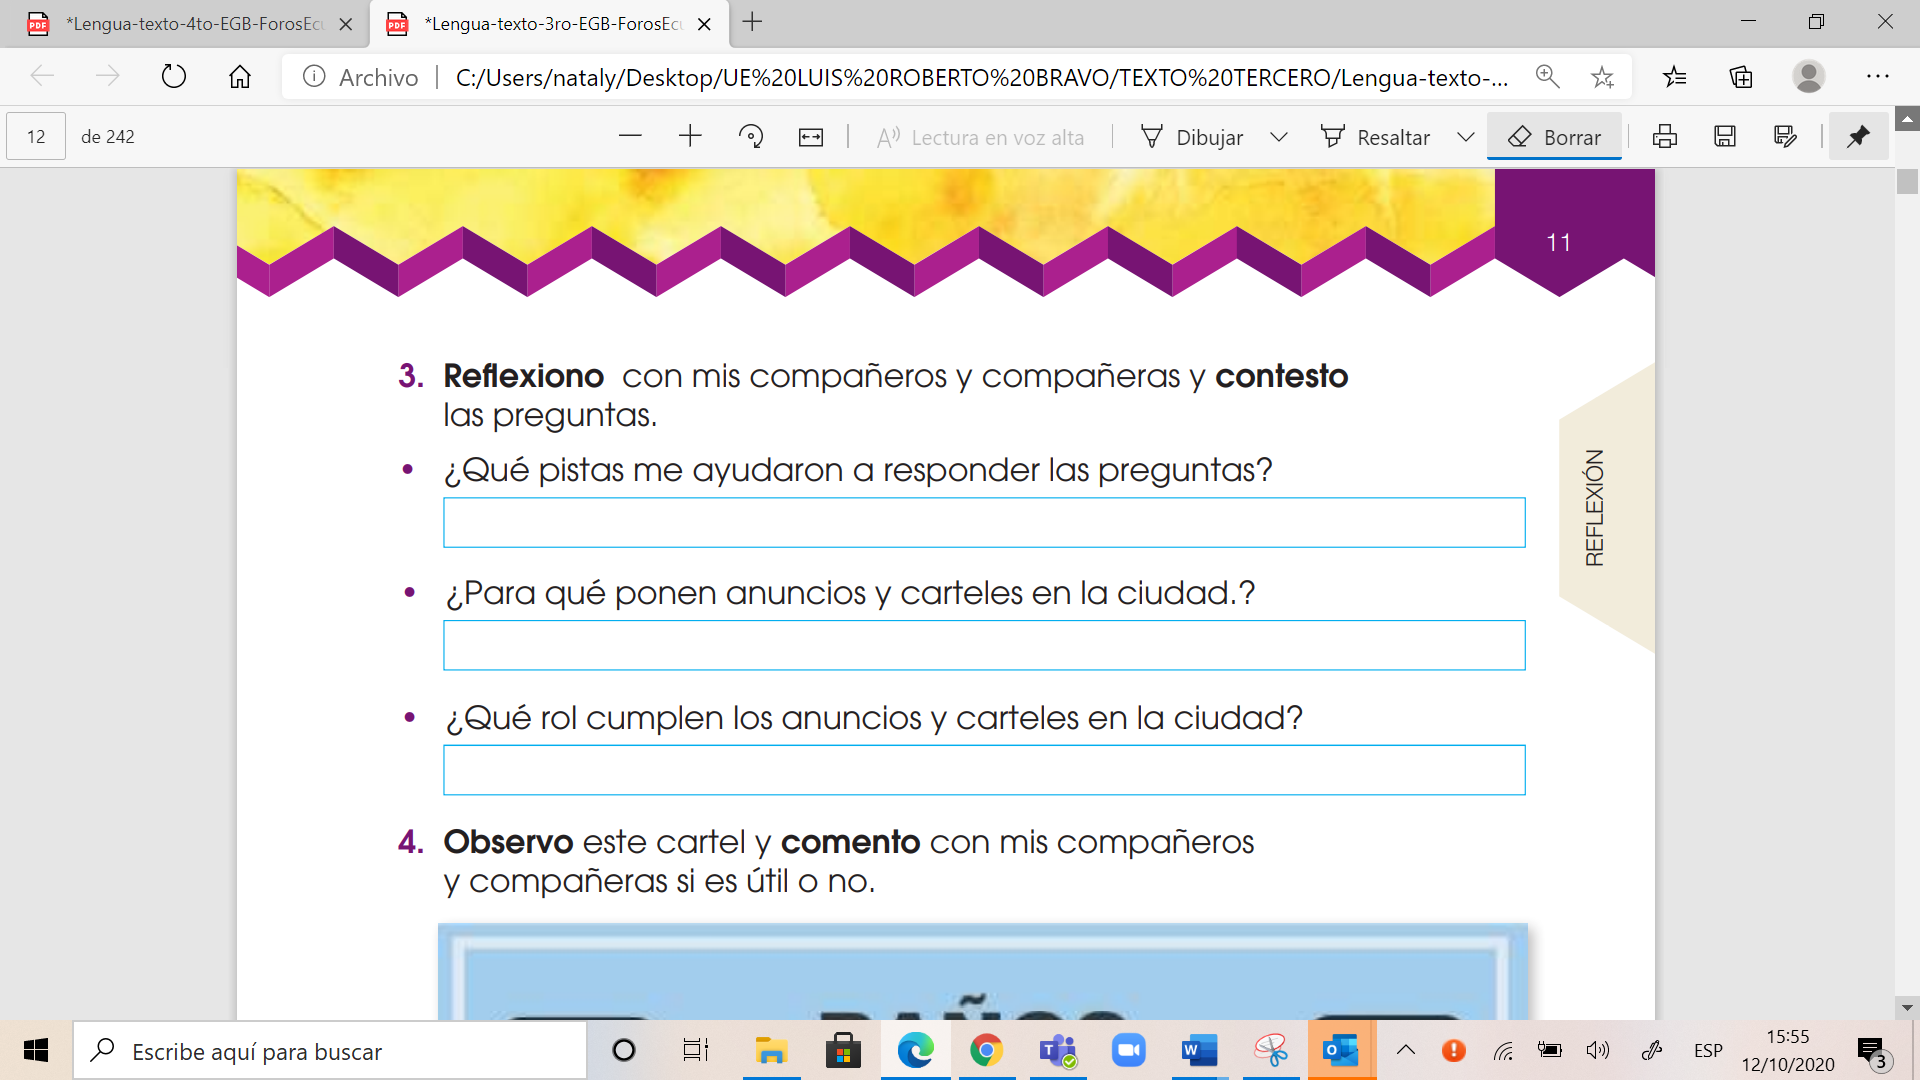 *Lengua-texto-4to-EGB-ForosEcu
*Lengua-texto-3ro-EGB-ForosEcu
Archivo
C:/Users/nataly/Desktop/UE%20LUIS%20ROBERTO%20BRAVO/TEXTO%20TERCERO/Lengua-texto-...
12 de 242
Lectura en voz alta
Dibujar
Resaltar
Borrar
11
3. Reflexiono con mis compañeros y compañeras y contesto
las preguntas.
• ¿Qué pistas me ayudaron a responder las preguntas?
REFLEXIÓN
• ¿Para qué ponen anuncios y carteles en la ciudad.?
• ¿Qué rol cumplen los anuncios y carteles en la ciudad?
4. Observo este cartel y comento con mis compañeros
y compañeras si es útil o no.
BAÑOS
Escribe aquí para buscar
ESP
15:55
12/10/2020
3